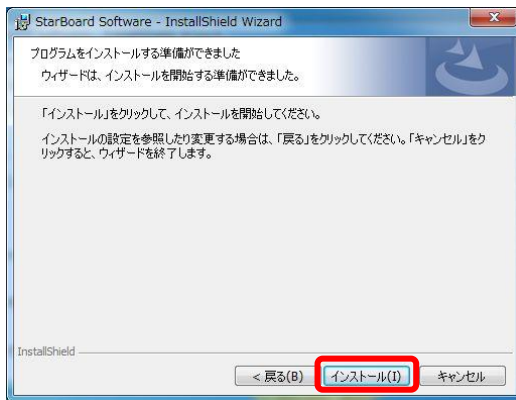 StarBoard Software - InstallShield Wizard
プログラムをインストールする準備ができました
ウィザードは、インストールを開始する準備ができました。
「インストール」をクリックして、インストールを開始してください。
インストールの設定を参照したり変更する場合は、「戻る」をクリックしてください。「キャンセル」をク
リックすると、ウィザードを終了します。
InstallShield
< 戻る(B) インストール(I) キャンセル